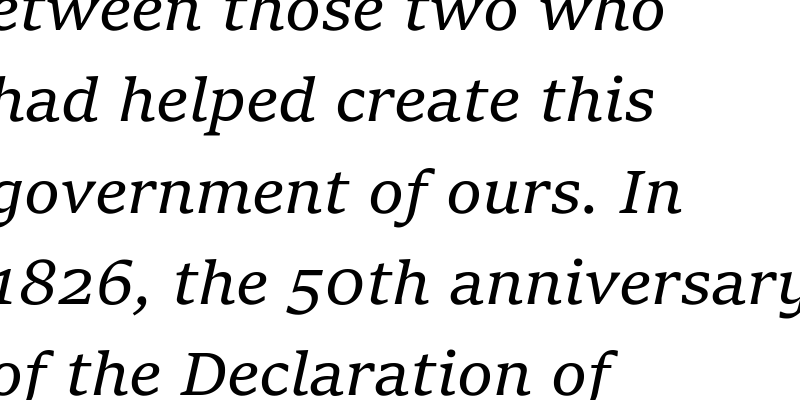 etween those two who
had helped create this
government of ours. In
1826, the 50th anniversary
of the Declaration of